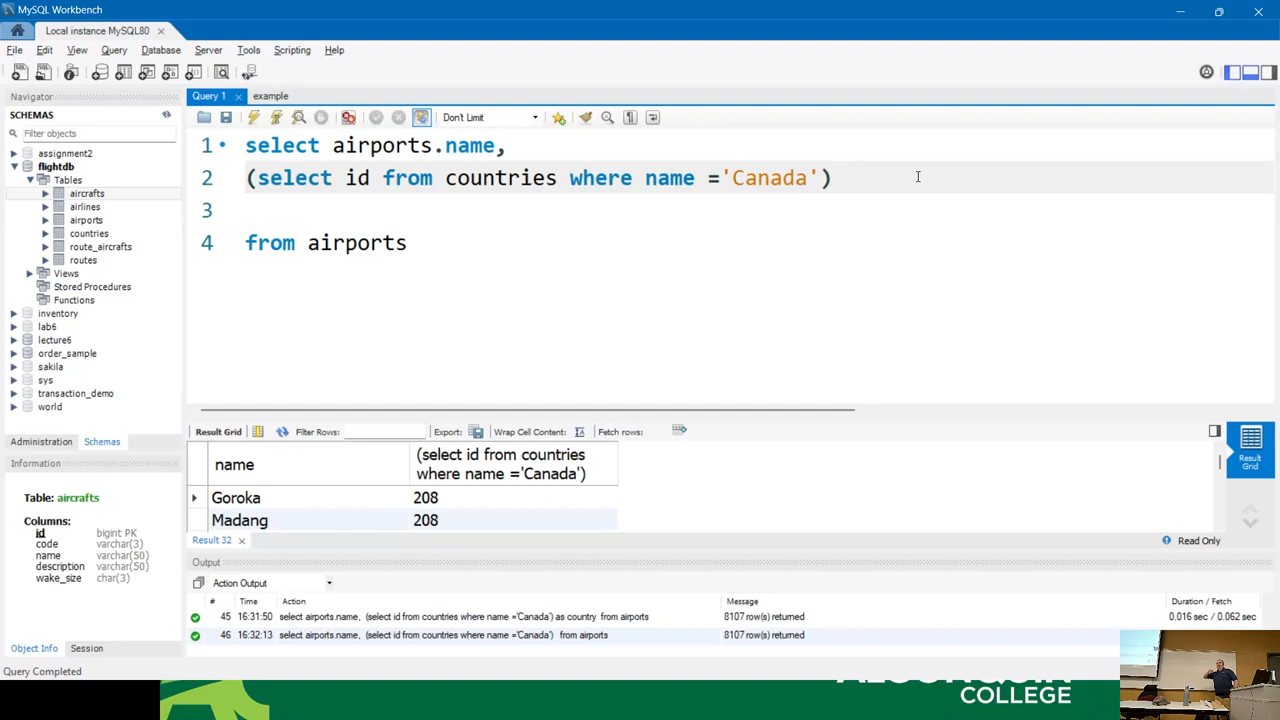 MySQL Workbench
Local instance MySQL80
File Edit View Query Database Server Tools Scripting Help
Navigator
SCHEMAS
Filter objects
assignment2
flightdb
Tables
aircrafts
airlines
airports
countries
route_aircrafts
routes
Views
Stored Procedures
Functions
inventory
lab6
lecture6
order_sample
sakila
sys
transaction_demo
world
Administration Schemas
Information
Table: aircrafts
Columns:
id bigint PK
code varchar(3)
name varchar(50)
description varchar(50)
wake_size char(3)
Object Info Session
Query Completed
Query 1 example
Don't Limit
1 select airports.name,
2 (select id from countries where name ='Canada')
3
4 from airports
Result Grid Filter Rows: Export: Wrap Cell Content: Fetch rows:
name (select id from countries
where name ='Canada')
Goroka 208
Madang 208
Result Grid
Result 32 Read Only
Output
Action Output
# Time Action Message Duration / Fetch
45 16:31:50 select airports.name, (select id from countries where name ='Canada') as country from airports 8107 row(s) returned 0.016 sec / 0.062 sec
46 16:32:13 select airports.name, (select id from countries where name ='Canada') from airports 8107 row(s) returned
COLLEGE